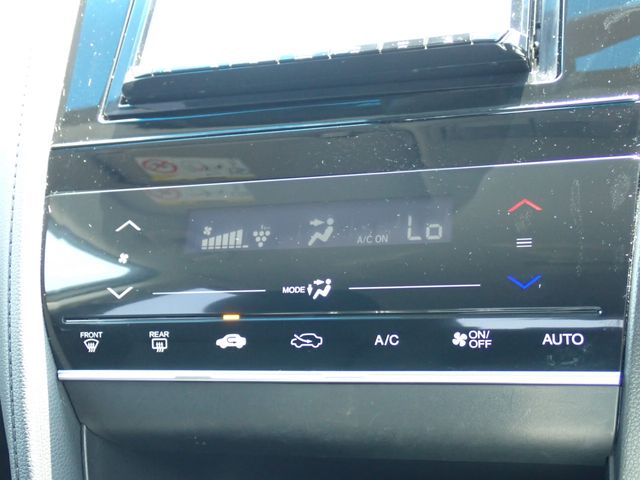 A/C ON Lo
MODE
FRONT
REAR
A/C
ON/
OFF
AUTO